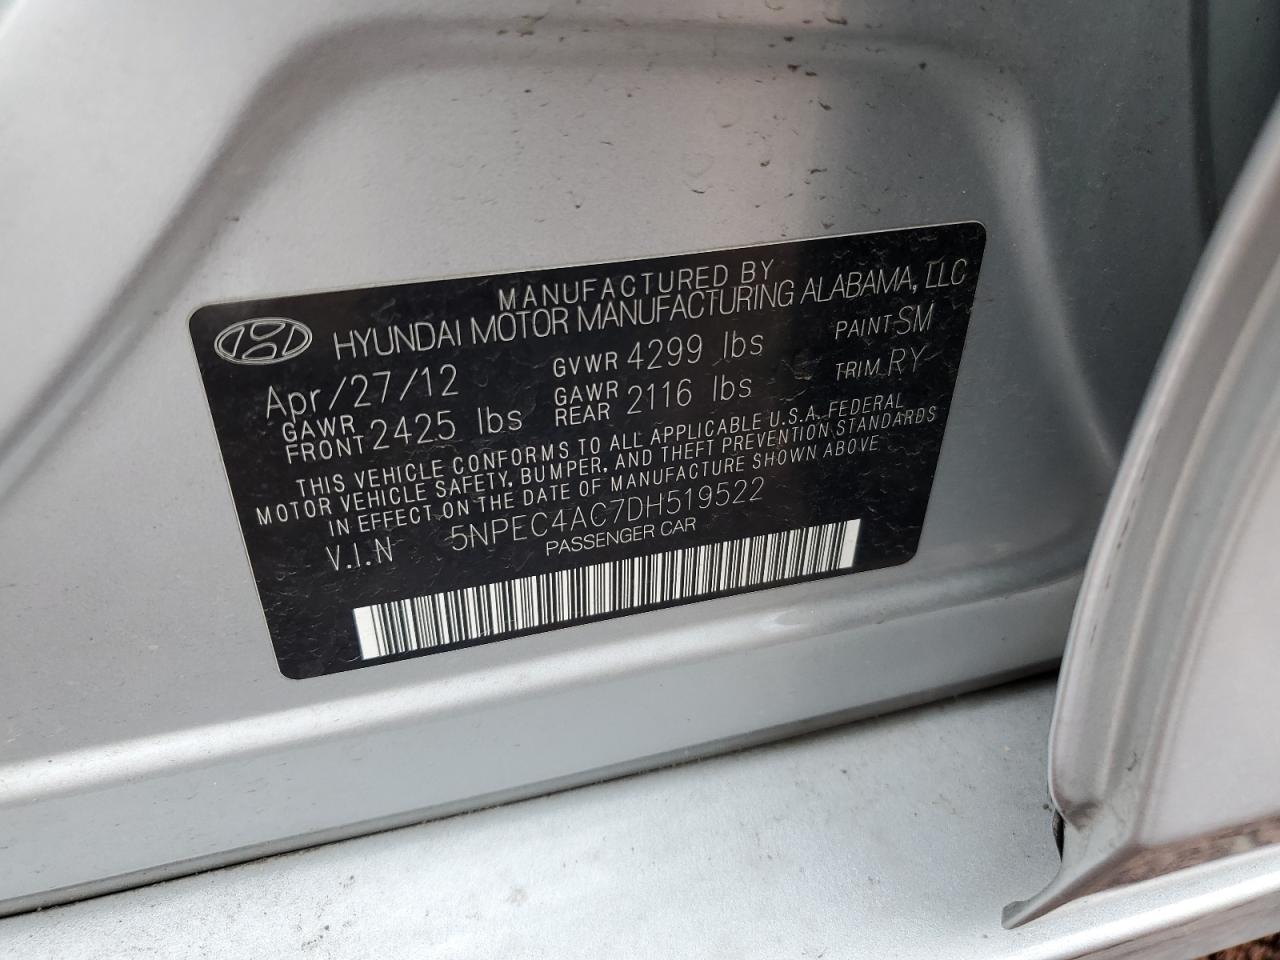 MANUFACTURED BY
HYUNDAI MOTOR MANUFACTURING ALABAMA, LLC
Apr/27/12 GVWR 4299 lbs PAINT SM
GAWR FRONT 2425 lbs GAWR REAR 2116 lbs TRIM RY
THIS VEHICLE CONFORMS TO ALL APPLICABLE U.S.A. FEDERAL
MOTOR VEHICLE SAFETY, BUMPER, AND THEFT PREVENTION STANDARDS
IN EFFECT ON THE DATE OF MANUFACTURE SHOWN ABOVE
V.I.N 5NPEC4AC7DH519522
PASSENGER CAR